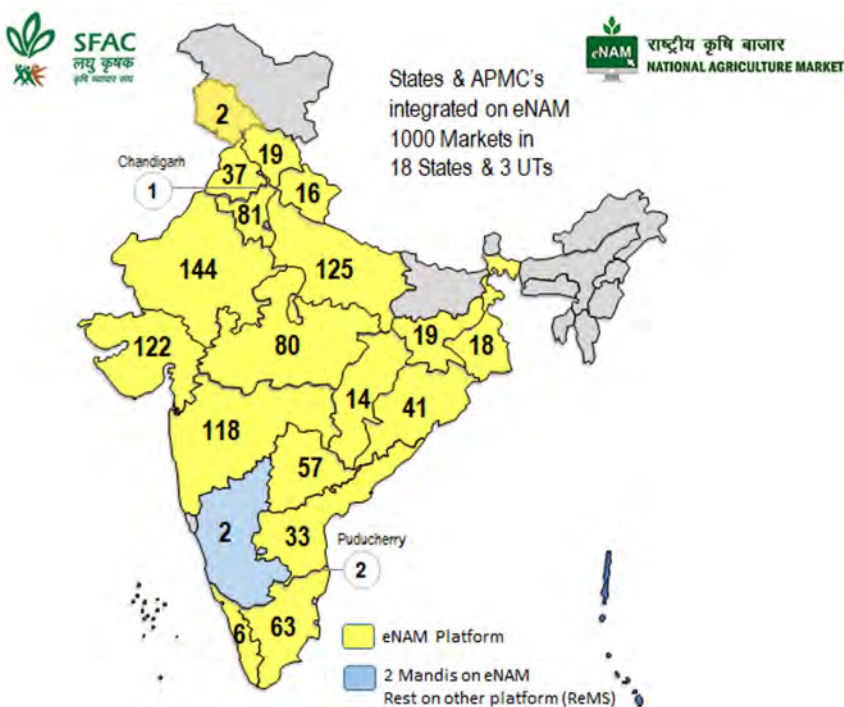 SFAC
लघु कृषक
कृषि व्यापार संघ
eNAM
राष्ट्रीय कृषि बाजार
NATIONAL AGRICULTURE MARKET
States & APMC's
integrated on eNAM
1000 Markets in
18 States & 3 UTs
2
19
Chandigarh
37
1
16
81
144
125
122
80
19
18
14
41
118
57
2
33
Puducherry
2
6
63
eNAM Platform
2 Mandis on eNAM
Rest on other platform (ReMS)